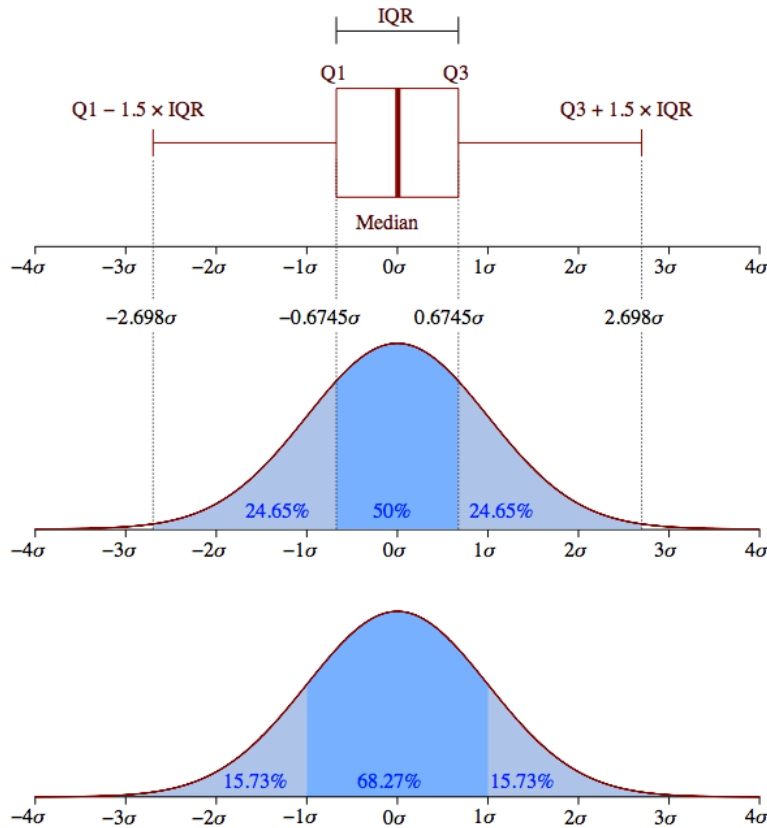 IQR
Q1 Q3
Q1 − 1.5 × IQR Q3 + 1.5 × IQR
Median
−4σ −3σ −2σ −1σ 0σ 1σ 2σ 3σ 4σ
−2.698σ −0.6745σ 0.6745σ 2.698σ
24.65% 50% 24.65%
−4σ −3σ −2σ −1σ 0σ 1σ 2σ 3σ 4σ
15.73% 68.27% 15.73%
−4σ −3σ −2σ −1σ 0σ 1σ 2σ 3σ 4σ